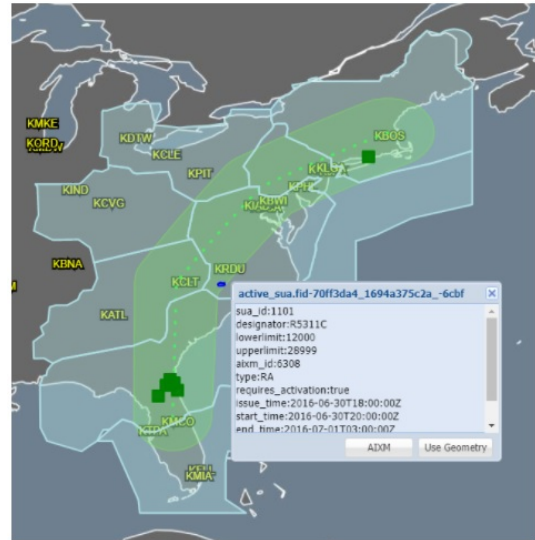 KMKE
KORD
KDTW
KCLE
KPIT
KBOS
KIND
KCVG
KBWI
KBNA
KCLT
KRDU
KATL
KMCO
KTPA
KMIA
active_sua.fid-70ff3da4_1694a375c2a_-6cbf
sua_id:1101
designator:R5311C
lowerlimit:12000
upperlimit:28999
aixm_id:6308
type:RA
requires_activation:true
issue_time:2016-06-30T18:00:00Z
start_time:2016-06-30T20:00:00Z
end_time:2016-07-01T03:00:00Z
AIXM
Use Geometry